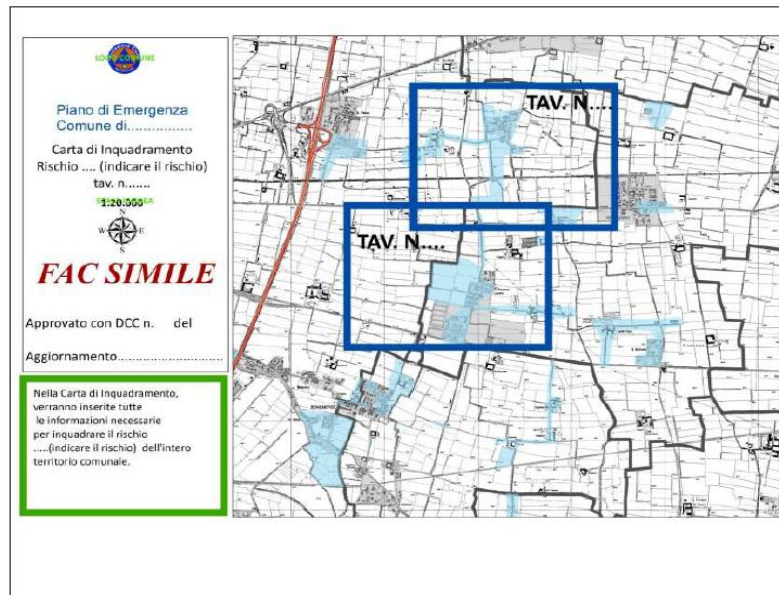 LOGO COMUNE
Piano di Emergenza
Comune di................
Carta di Inquadramento
Rischio .... (indicare il rischio)
tav. n.......
1:20.000
N
W
E
S
FAC SIMILE
Approvato con DCC n. del
Aggiornamento............................
Nella Carta di Inquadramento,
verranno inserite tutte
le informazioni necessarie
per inquadrare il rischio
.....(indicare il rischio) dell'intero
territorio comunale.
TAV. N....
TAV. N....